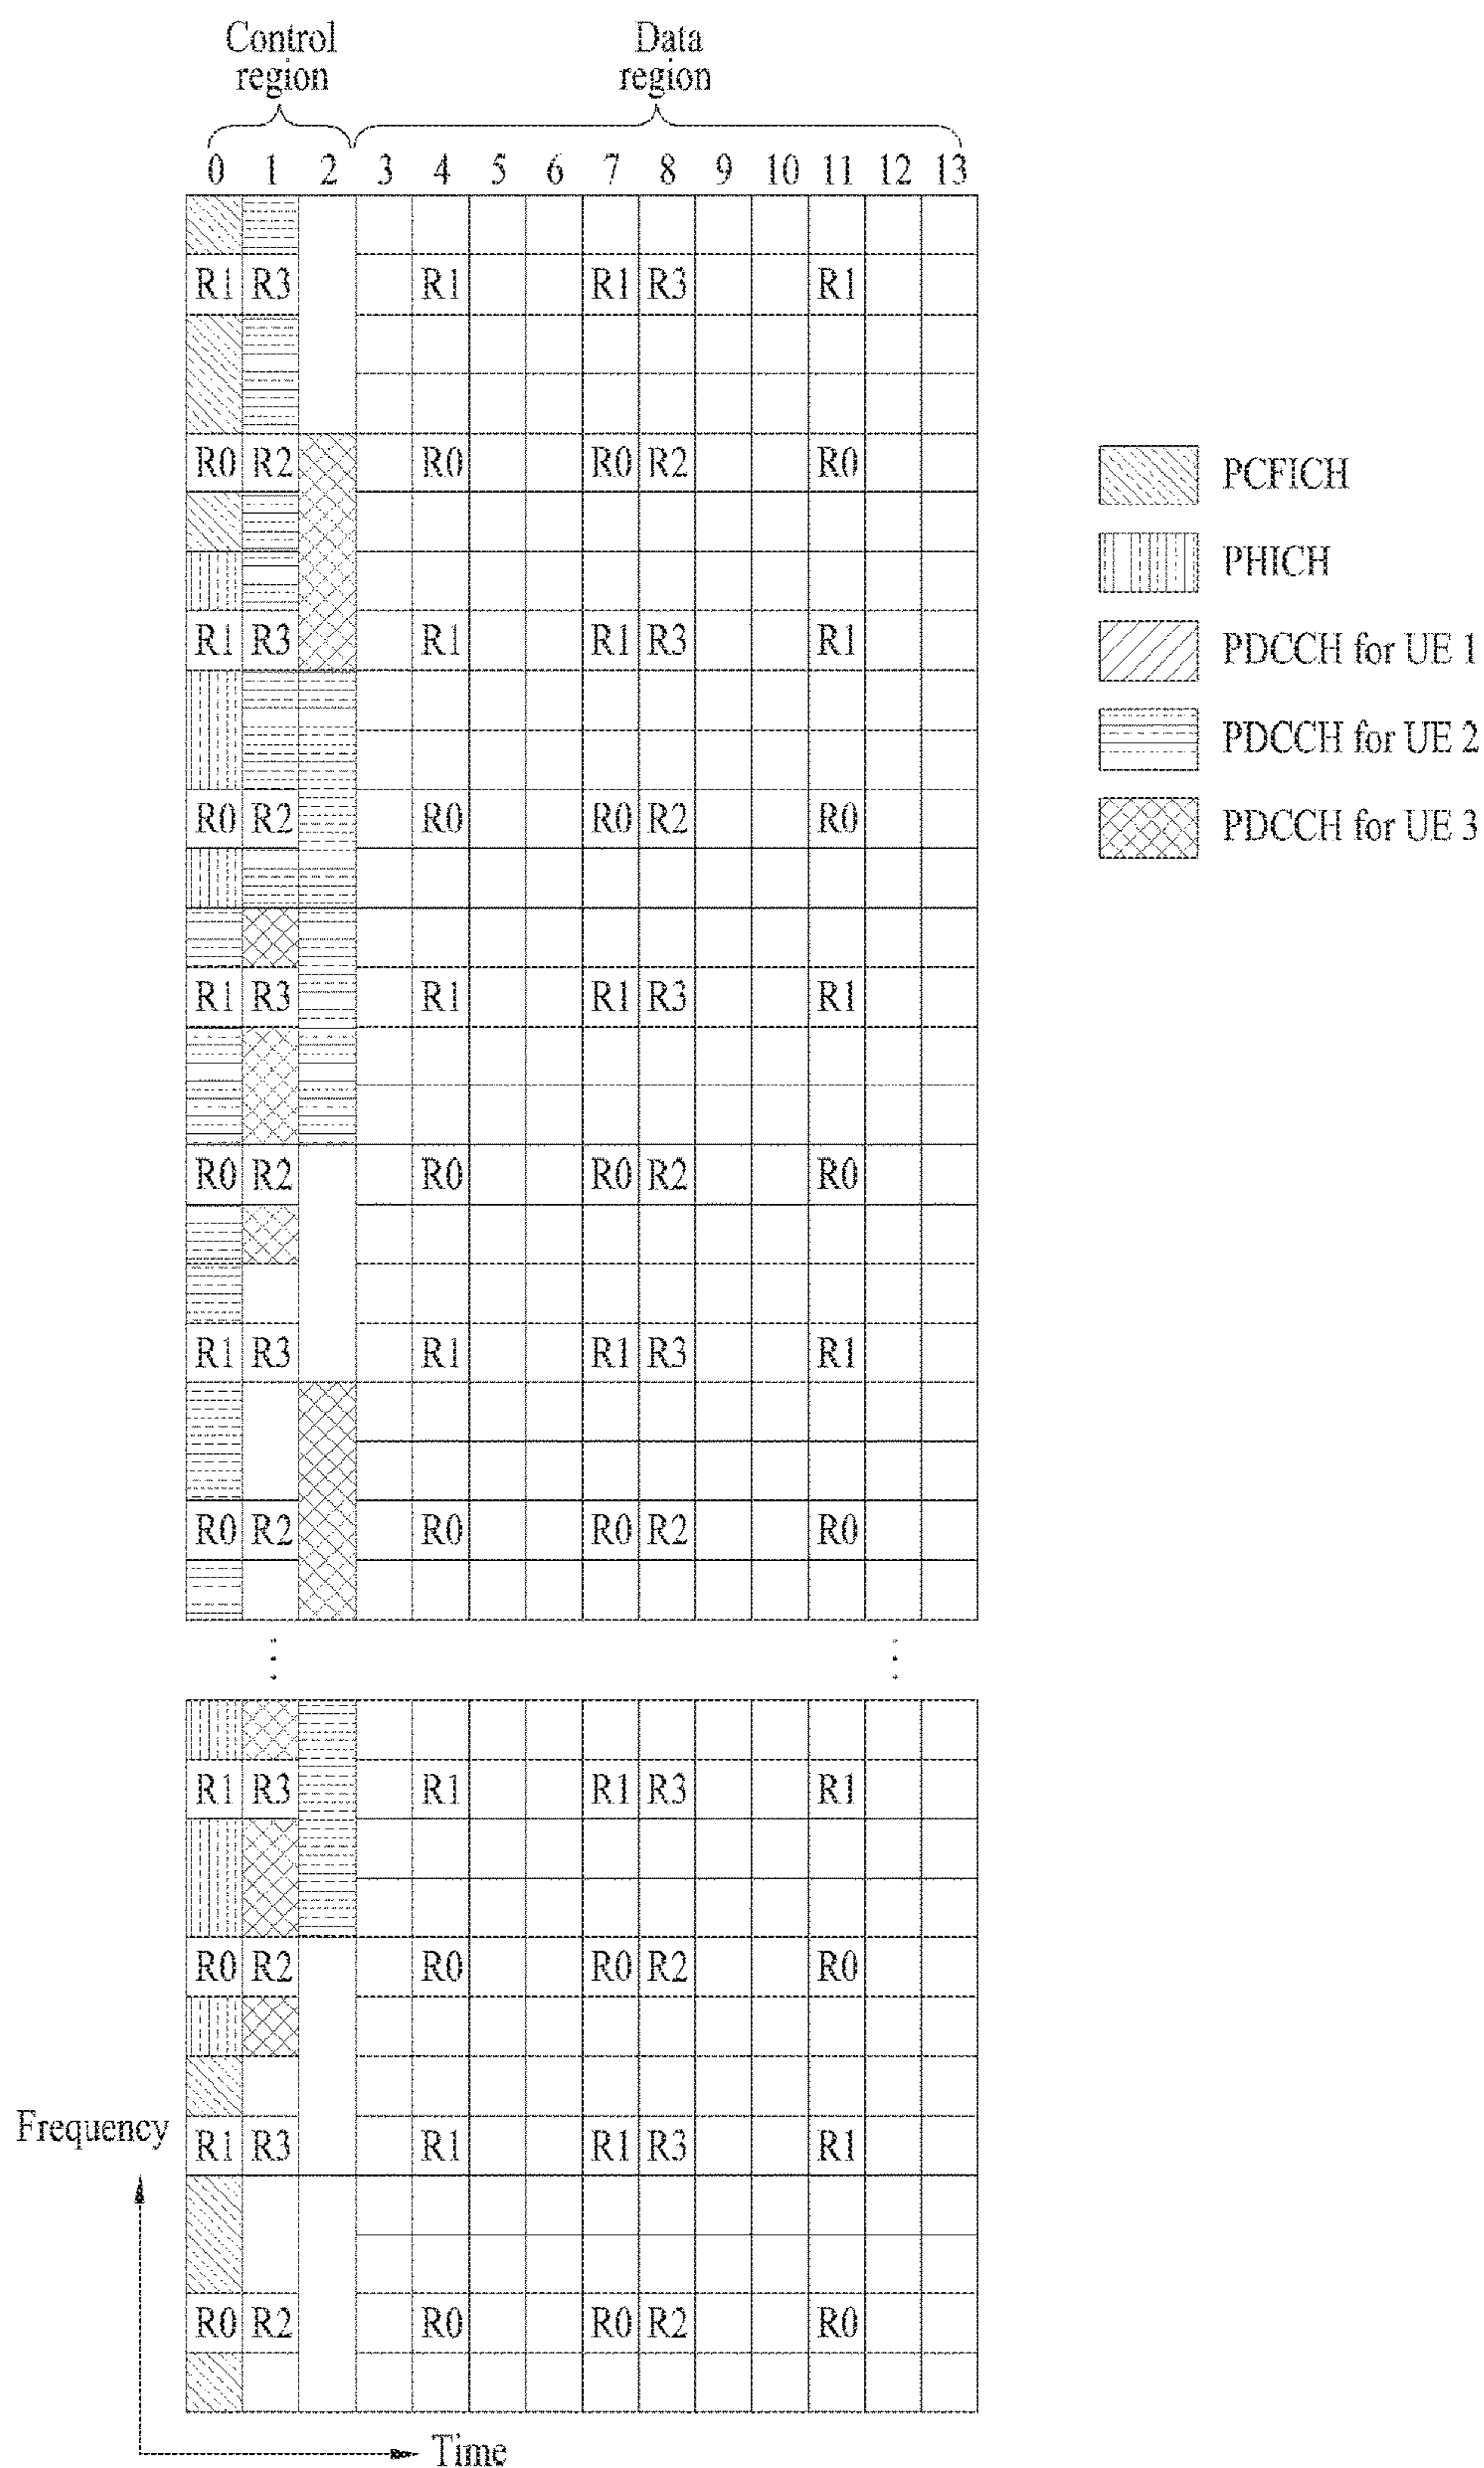 Control region Data region
0 1 2 3 4 5 6 7 8 9 10 11 12 13
R1 R3 R1 R1 R3 R1
R0 R2 R0 R0 R2 R0
PCFICH
PHICH
R1 R3 R1 R1 R3 R1
PDCCH for UE 1
PDCCH for UE 2
R0 R2 R0 R0 R2 R0
PDCCH for UE 3
R1 R3 R1 R1 R3 R1
R0 R2 R0 R0 R2 R0
R1 R3 R1 R1 R3 R1
R0 R2 R0 R0 R2 R0
R1 R3 R1 R1 R3 R1
R0 R2 R0 R0 R2 R0
Frequency
R1 R3 R1 R1 R3 R1
R0 R2 R0 R0 R2 R0
Time